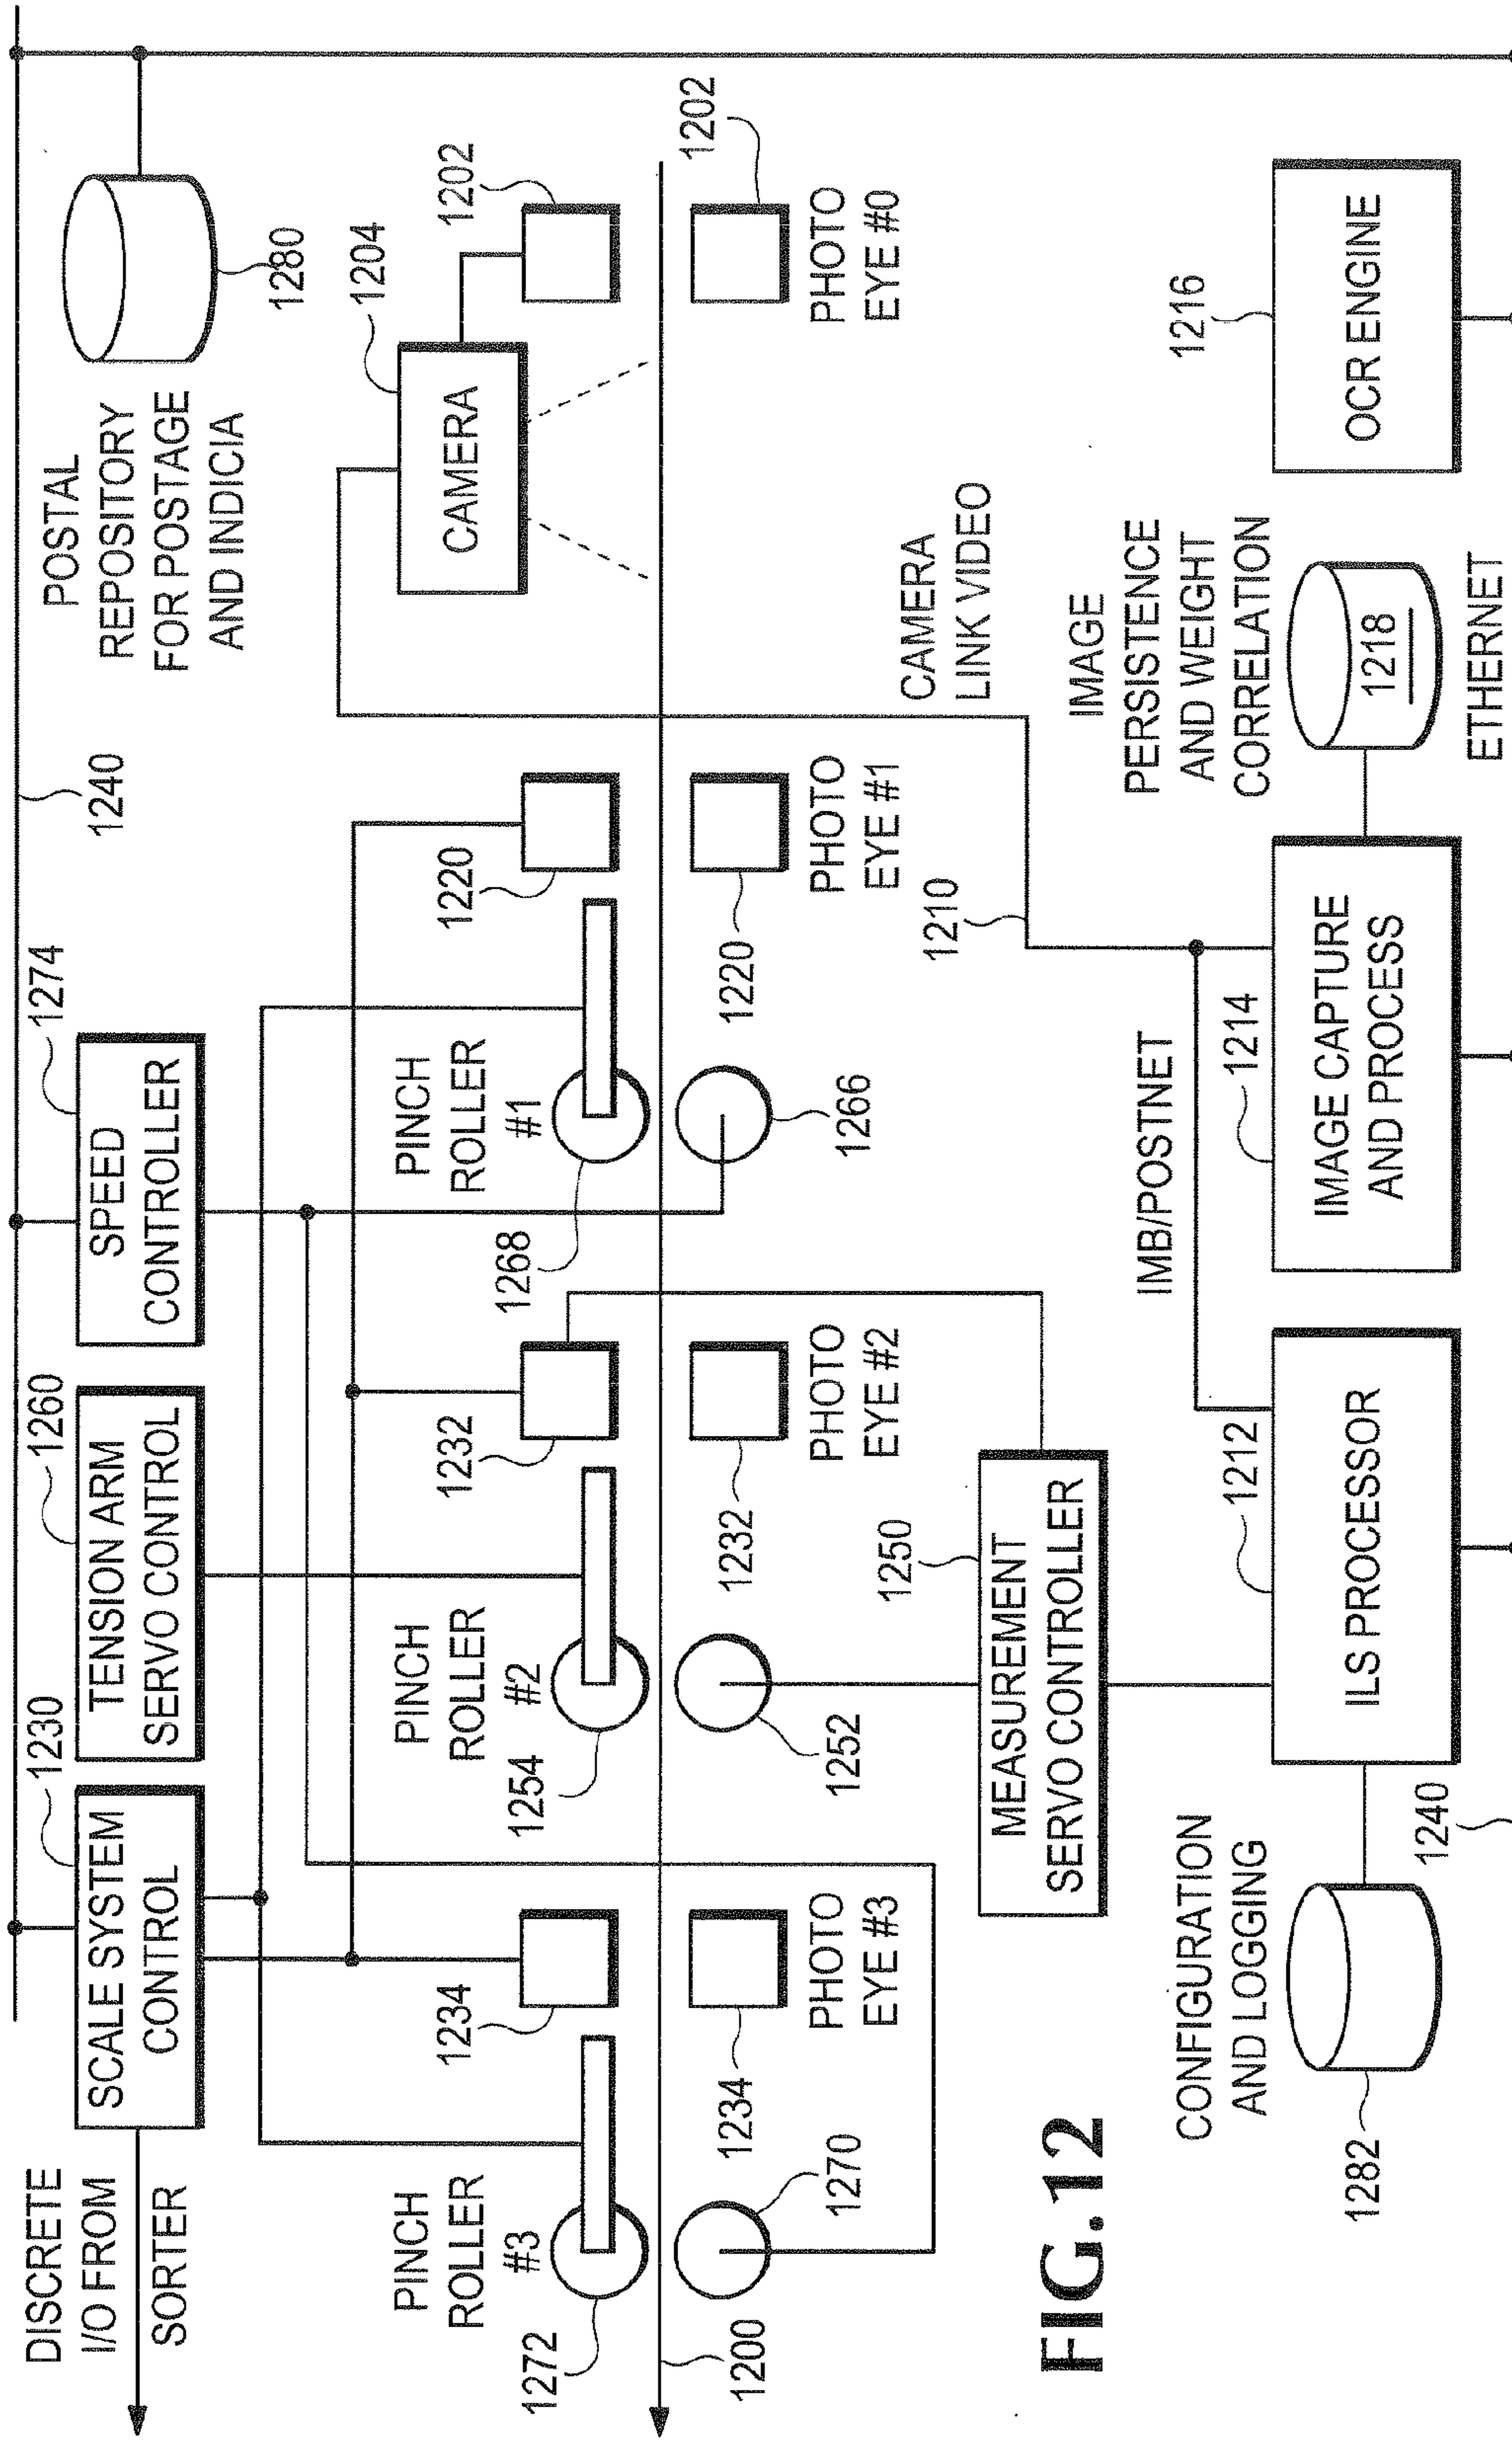 DISCRETE
I/O FROM
SORTER
SCALE SYSTEM
CONTROL
1230
TENSION ARM
SERVO CONTROL
1260
SPEED
CONTROLLER
1274
1240
POSTAL
REPOSITORY
FOR POSTAGE
AND INDICIA
1280
PINCH
ROLLER
#3
1272
1234
PINCH
ROLLER
#2
1254
1232
PINCH
ROLLER
#1
1268
1220
CAMERA
1204
1202
1200
1270
1234
PHOTO
EYE #3
1252
1232
PHOTO
EYE #2
1266
1220
PHOTO
EYE #1
1202
PHOTO
EYE #0
MEASUREMENT
SERVO CONTROLLER
1250
1210
CAMERA
LINK VIDEO
FIG.12
CONFIGURATION
AND LOGGING
1282
ILS PROCESSOR
1212
IMB/POSTNET
IMAGE CAPTURE
AND PROCESS
1214
IMAGE
PERSISTENCE
AND WEIGHT
CORRELATION
1218
OCR ENGINE
1216
1240
ETHERNET